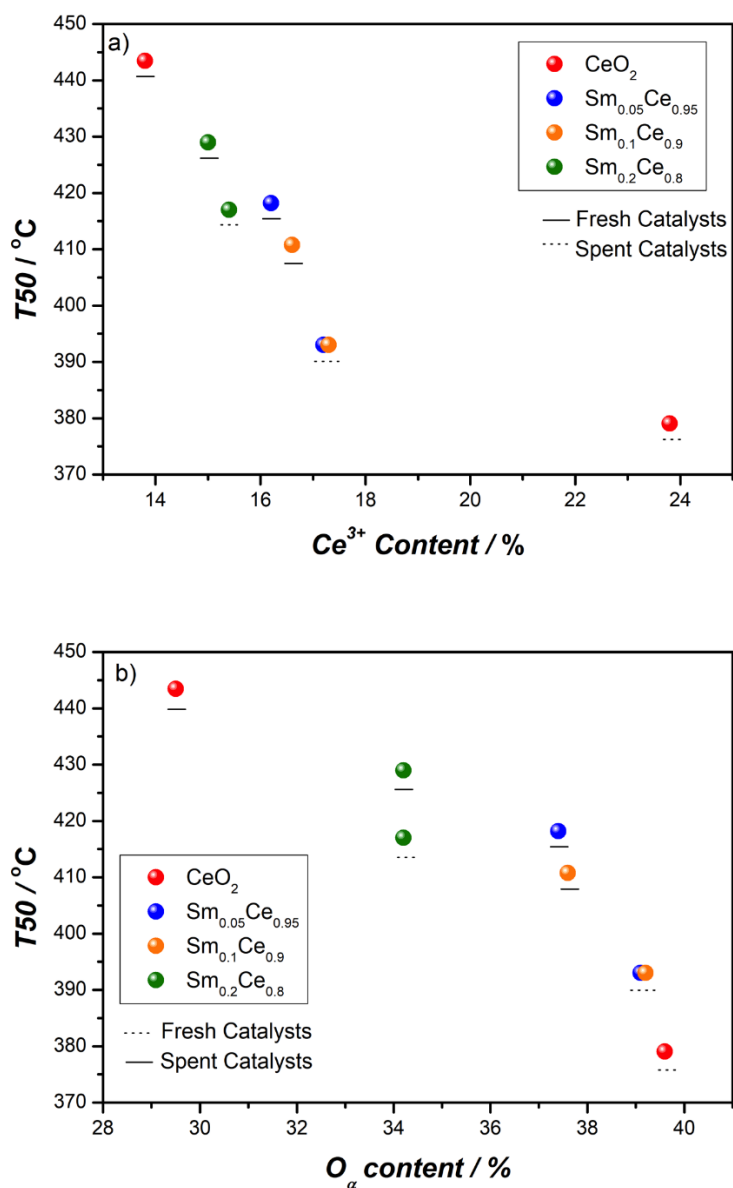 a)
450
440
430
420
410
400
390
380
370
T50 / °C
CeO₂
Sm₀.₀₅Ce₀.₉₅
Sm₀.₁Ce₀.₉
Sm₀.₂Ce₀.₈
— Fresh Catalysts
---- Spent Catalysts
14 16 18 20 22 24
Ce³⁺ Content / %
b)
450
440
430
420
410
400
390
380
370
T50 / °C
CeO₂
Sm₀.₀₅Ce₀.₉₅
Sm₀.₁Ce₀.₉
Sm₀.₂Ce₀.₈
---- Fresh Catalysts
— Spent Catalysts
28 30 32 34 36 38 40
Oα content / %